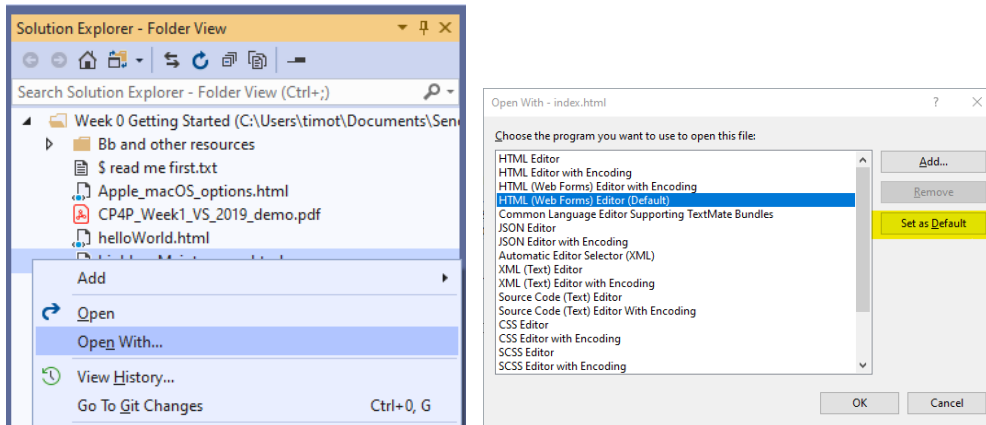 Solution Explorer - Folder View
Search Solution Explorer - Folder View (Ctrl+;)
Week 0 Getting Started (C:\Users\timot\Documents\Sen
Bb and other resources
$ read me first.txt
Apple_macOS_options.html
CP4P_Week1_VS_2019_demo.pdf
helloWorld.html
Add
Open
Open With...
View History...
Go To Git Changes Ctrl+0, G
Open With - index.html
Choose the program you want to use to open this file:
HTML Editor
HTML Editor with Encoding
HTML (Web Forms) Editor with Encoding
HTML (Web Forms) Editor (Default)
Common Language Editor Supporting TextMate Bundles
JSON Editor
JSON Editor with Encoding
Automatic Editor Selector (XML)
XML (Text) Editor
XML (Text) Editor with Encoding
Source Code (Text) Editor
Source Code (Text) Editor With Encoding
CSS Editor
CSS Editor with Encoding
SCSS Editor
SCSS Editor with Encoding
Add...
Remove
Set as Default
OK
Cancel